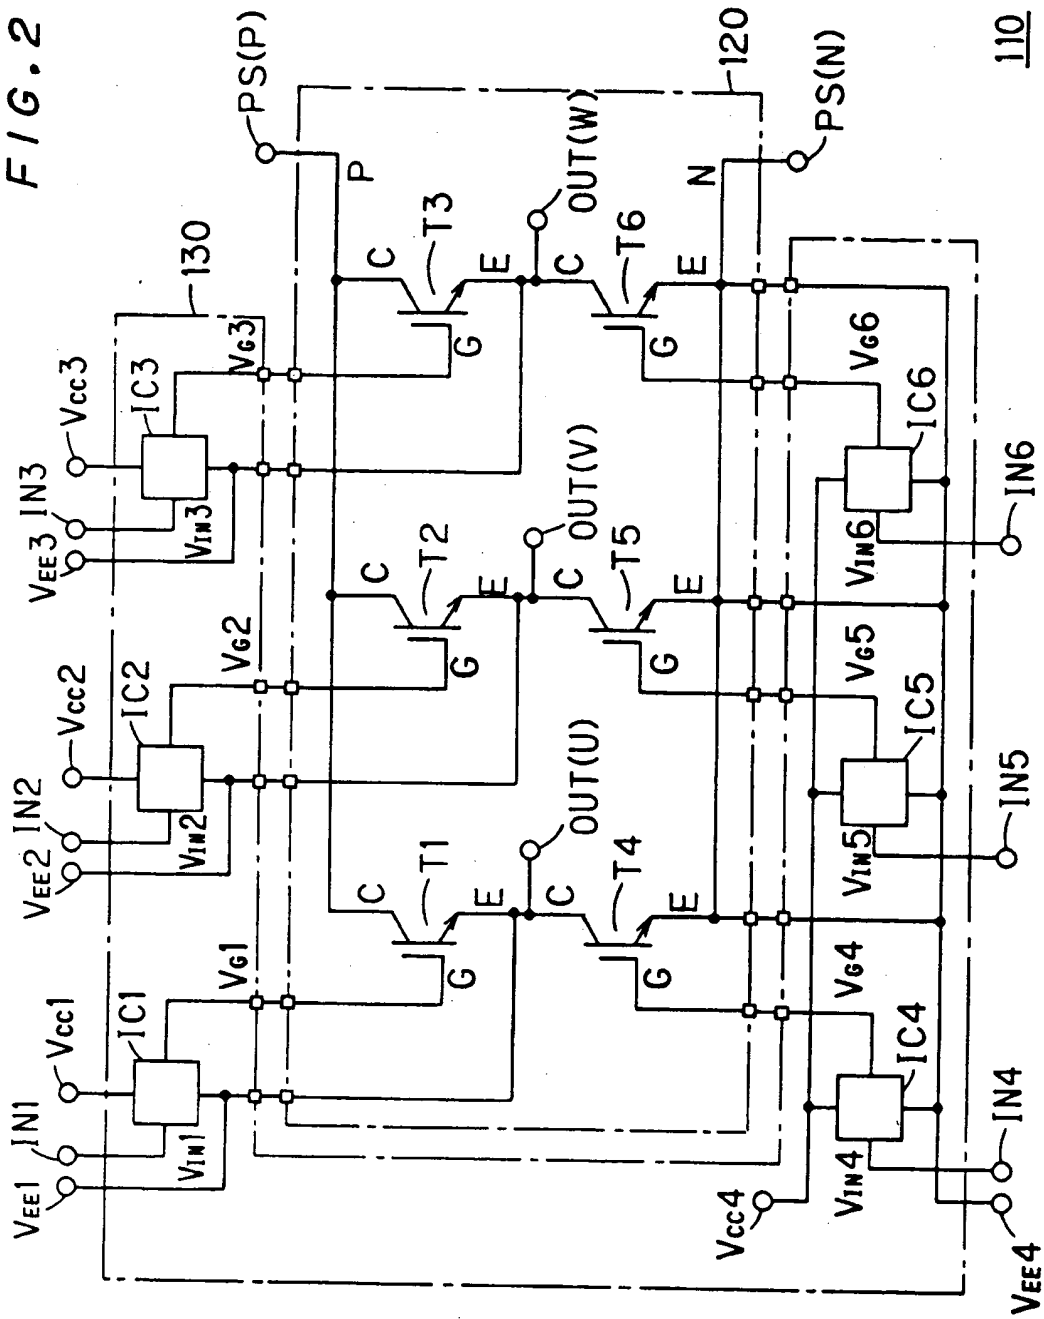 FIG. 2
110
PS(P)
120
PS(N)
130
P
N
VCC3
IC3
IN3
VEE3
VIN3
VG3
C
T3
E
G
OUT(W)
C
T6
E
G
VG6
IC6
VIN6
IN6
VCC2
IC2
IN2
VEE2
VIN2
VG2
C
T2
E
G
OUT(V)
C
T5
E
G
VG5
IC5
VIN5
IN5
VCC1
IC1
IN1
VEE1
VIN1
VG1
C
T1
E
G
OUT(U)
C
T4
E
G
VG4
IC4
VIN4
IN4
VCC4
VEE4